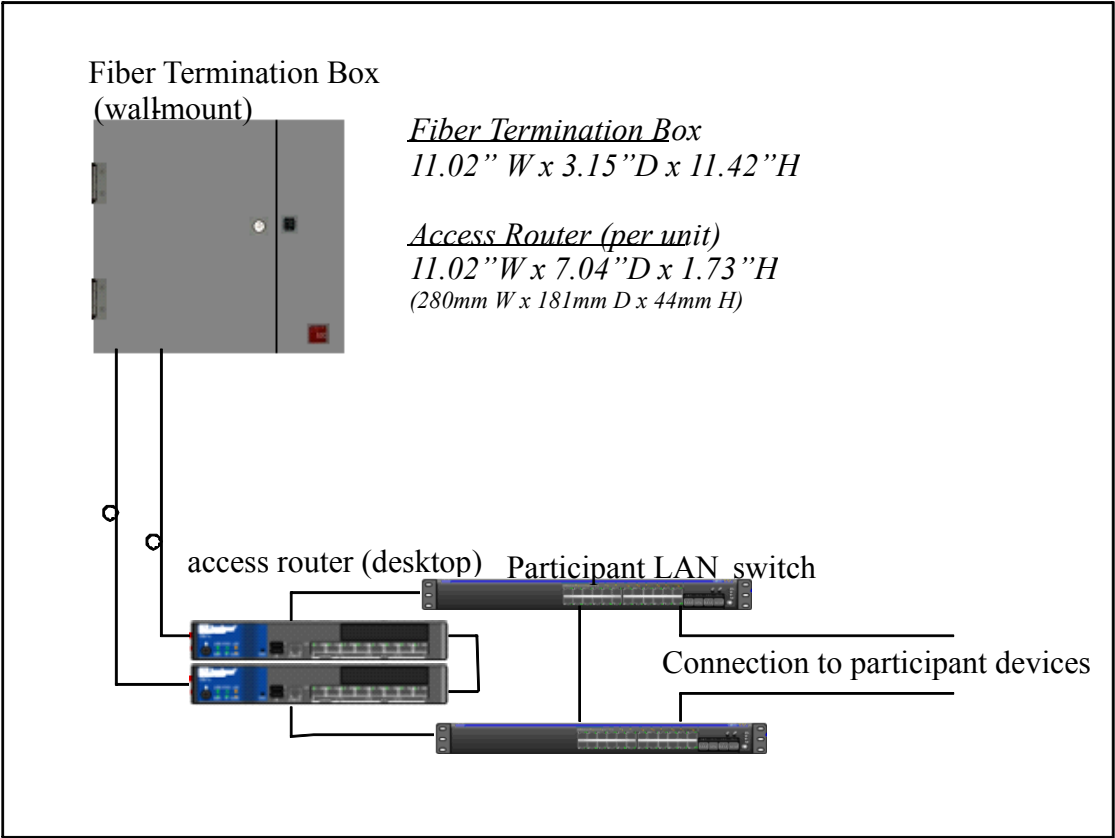 Fiber Termination Box
(wall-mount)
Fiber Termination Box
11.02” W x 3.15”D x 11.42”H
Access Router (per unit)
11.02”W x 7.04”D x 1.73”H
(280mm W x 181mm D x 44mm H)
access router (desktop)
Participant LAN switch
Connection to participant devices